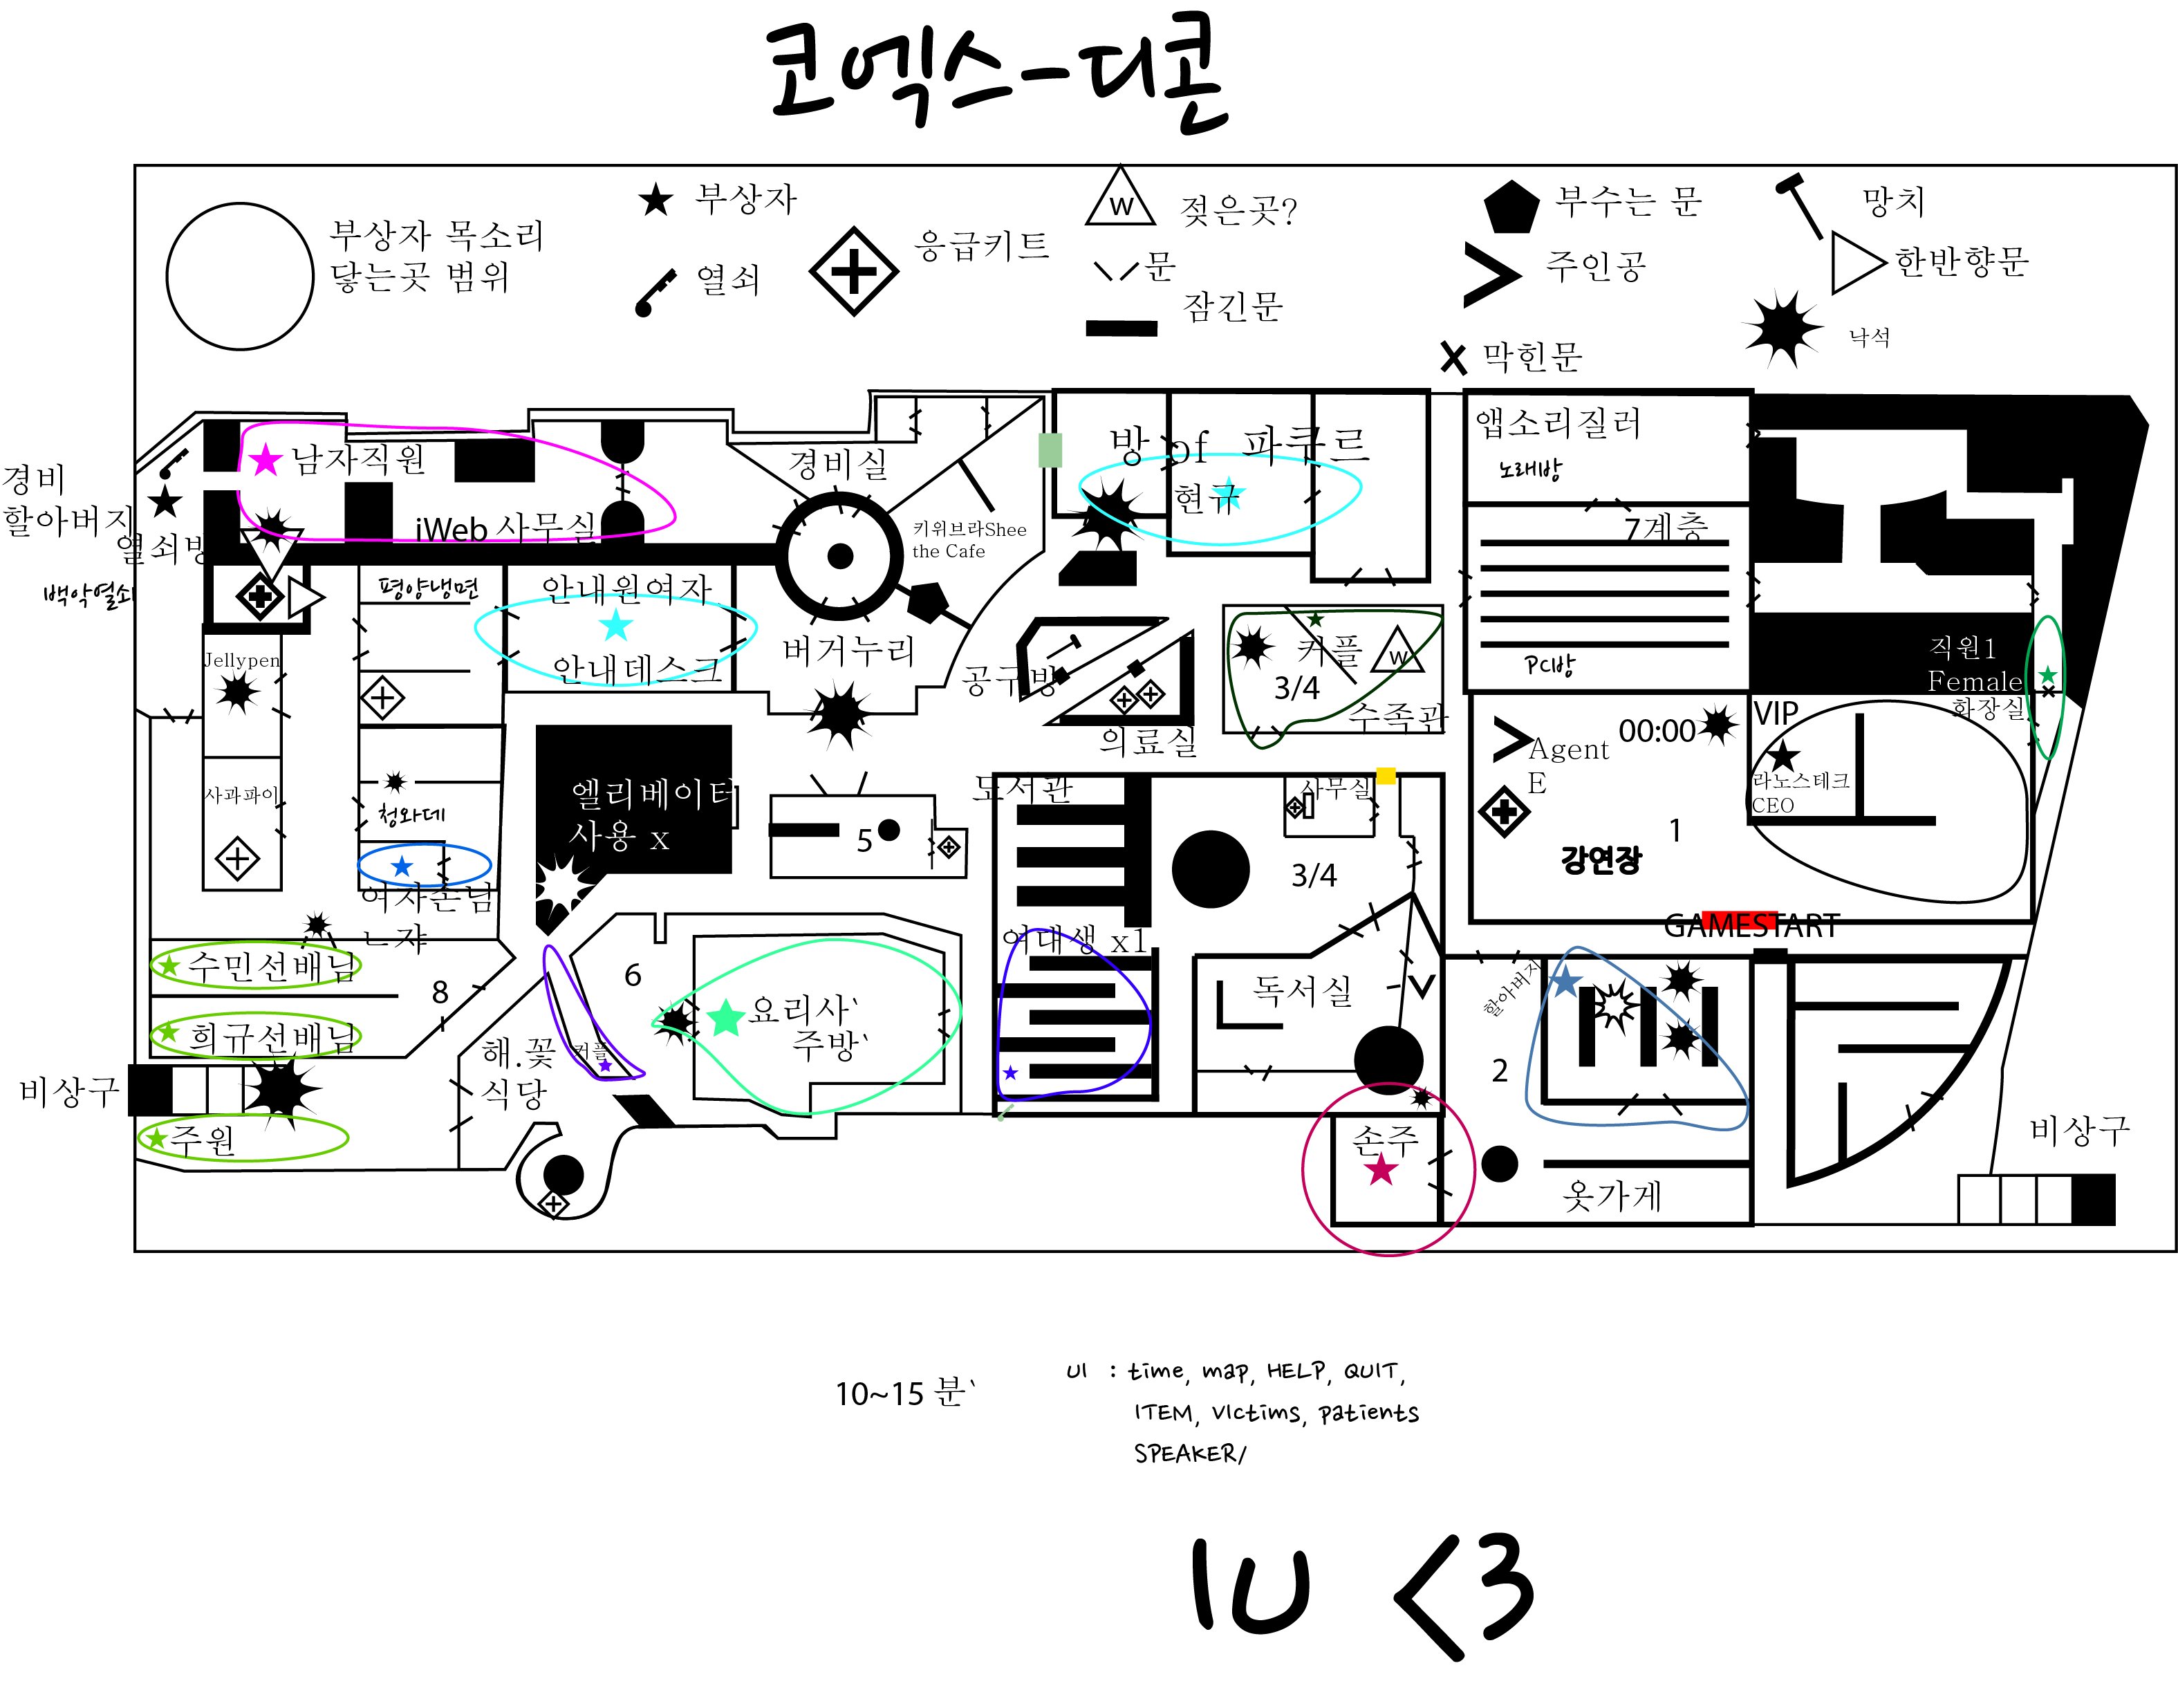 코엑스-디콘
부상자 목소리
닿는곳 범위
부상자
열쇠
응급키트
W
젖은곳?
문
잠긴문
부수는 문
주인공
막힌문
망치
한반향문
낙석
경비
할아버지
열쇠방
백악열쇠
남자직원
iWeb 사무실
경비실
키위브라Shee
the Cafe
방 of 파쿠르
현규
앱소리질러
노래방
7계층
PC방
평양냉면
안내원여자
안내데스크
버거누리
공구방
의료실
커플
W
3/4
수족관
직원1
Female
화장실
Jellypen
사과파이
청와데
여자손님
느쟈
엘리베이터
사용 x
5
도서관
사무실
3/4
Agent
E
00:00
1
강연장
VIP
라노스테크
CEO
GAMESTART
수민선배님
희규선배님
8
비상구
주원
해.꽃
식당
커플
6
요리사`
주방`
여대생 x1
독서실
할아버지
2
손주
옷가게
비상구
10~15 분`
UI : time, map, HELP, QUIT,
ITEM, VIctims, patients
SPEAKER/
IU <3